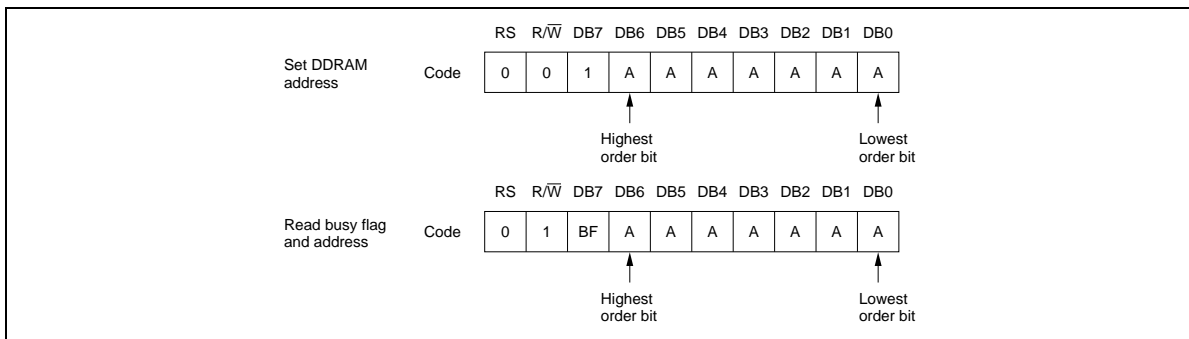 RS R/W̅ DB7 DB6 DB5 DB4 DB3 DB2 DB1 DB0
Set DDRAM
address
Code 0 0 1 A A A A A A A
Highest
order bit
Lowest
order bit
RS R/W̅ DB7 DB6 DB5 DB4 DB3 DB2 DB1 DB0
Read busy flag
and address
Code 0 1 BF A A A A A A A
Highest
order bit
Lowest
order bit